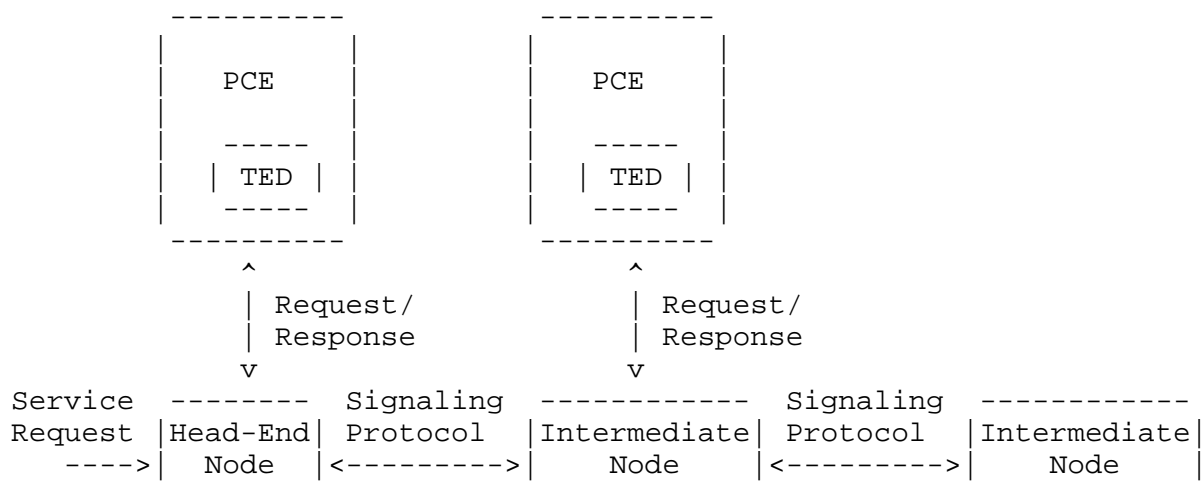 PCE PCE
TED TED
Request/ Request/
Response Response
Service Signaling Signaling
Request Head-End Protocol Intermediate Protocol Intermediate
Node Node Node